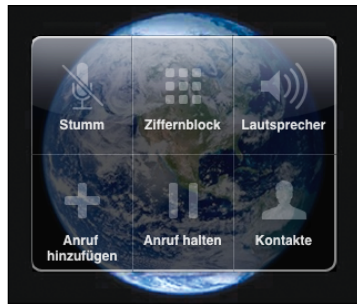 Stumm
Ziffernblock
Lautsprecher
Anruf
hinzufügen
Anruf halten
Kontakte